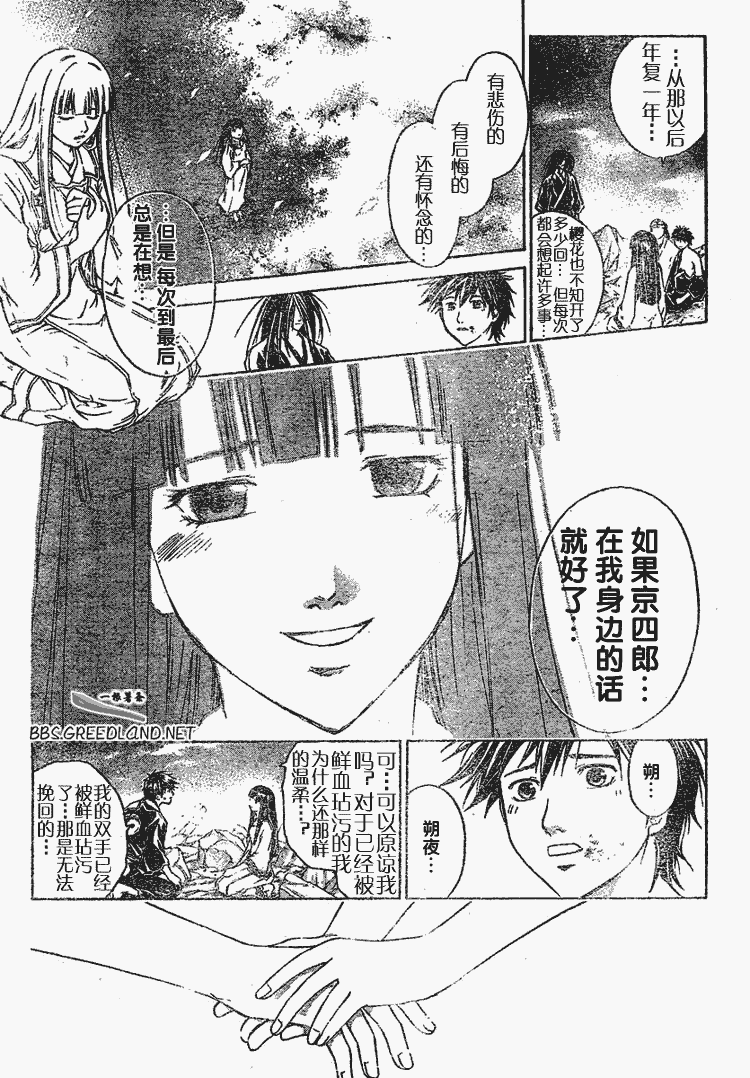 …从那以后
年复一年…
樱花也不知开了
多少回…但每次
都会想起许多事…
有悲伤的
有后悔的
还有怀念的…
…但是 每次到最后
总是在想…
如果京四郎…
在我身边的话
就好了…
一根薯条
BBS.GREEDLAND.NET
朔…
朔夜…
可…可以原谅我
吗？对于已经被
鲜血玷污的我
为什么还那样
的温柔…？
我的双手已经
被鲜血玷污
了…那是无法
挽回的…